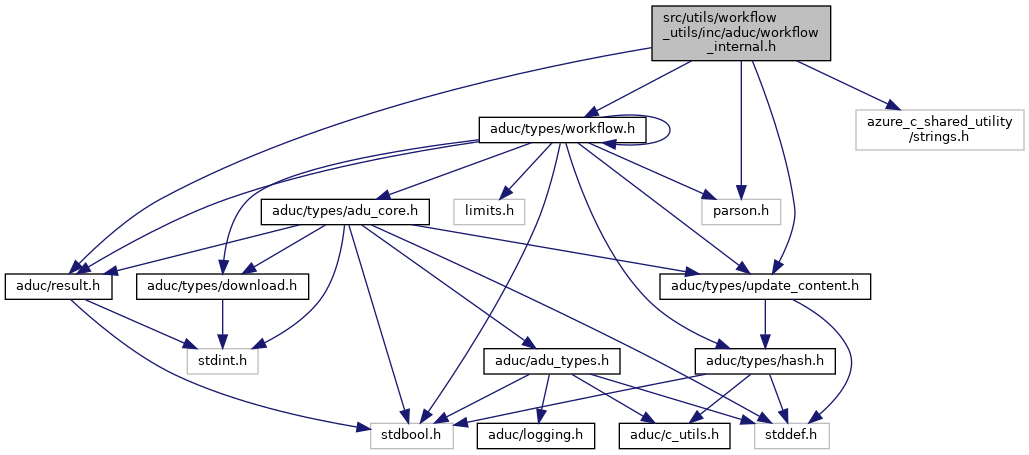 src/utils/workflow
_utils/inc/aduc/workflow
_internal.h
aduc/types/workflow.h
azure_c_shared_utility
/strings.h
aduc/types/adu_core.h
limits.h
parson.h
aduc/result.h
aduc/types/download.h
aduc/types/update_content.h
stdint.h
aduc/adu_types.h
aduc/types/hash.h
stdbool.h
aduc/logging.h
aduc/c_utils.h
stddef.h